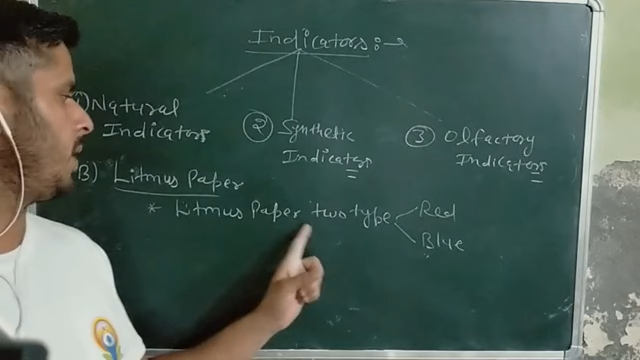 Indicators :→
1) Natural Indicators
② Synthetic Indicators
③ Olfactory Indicators
B) Litmus Paper
* Litmus Paper two type
Red
Blue